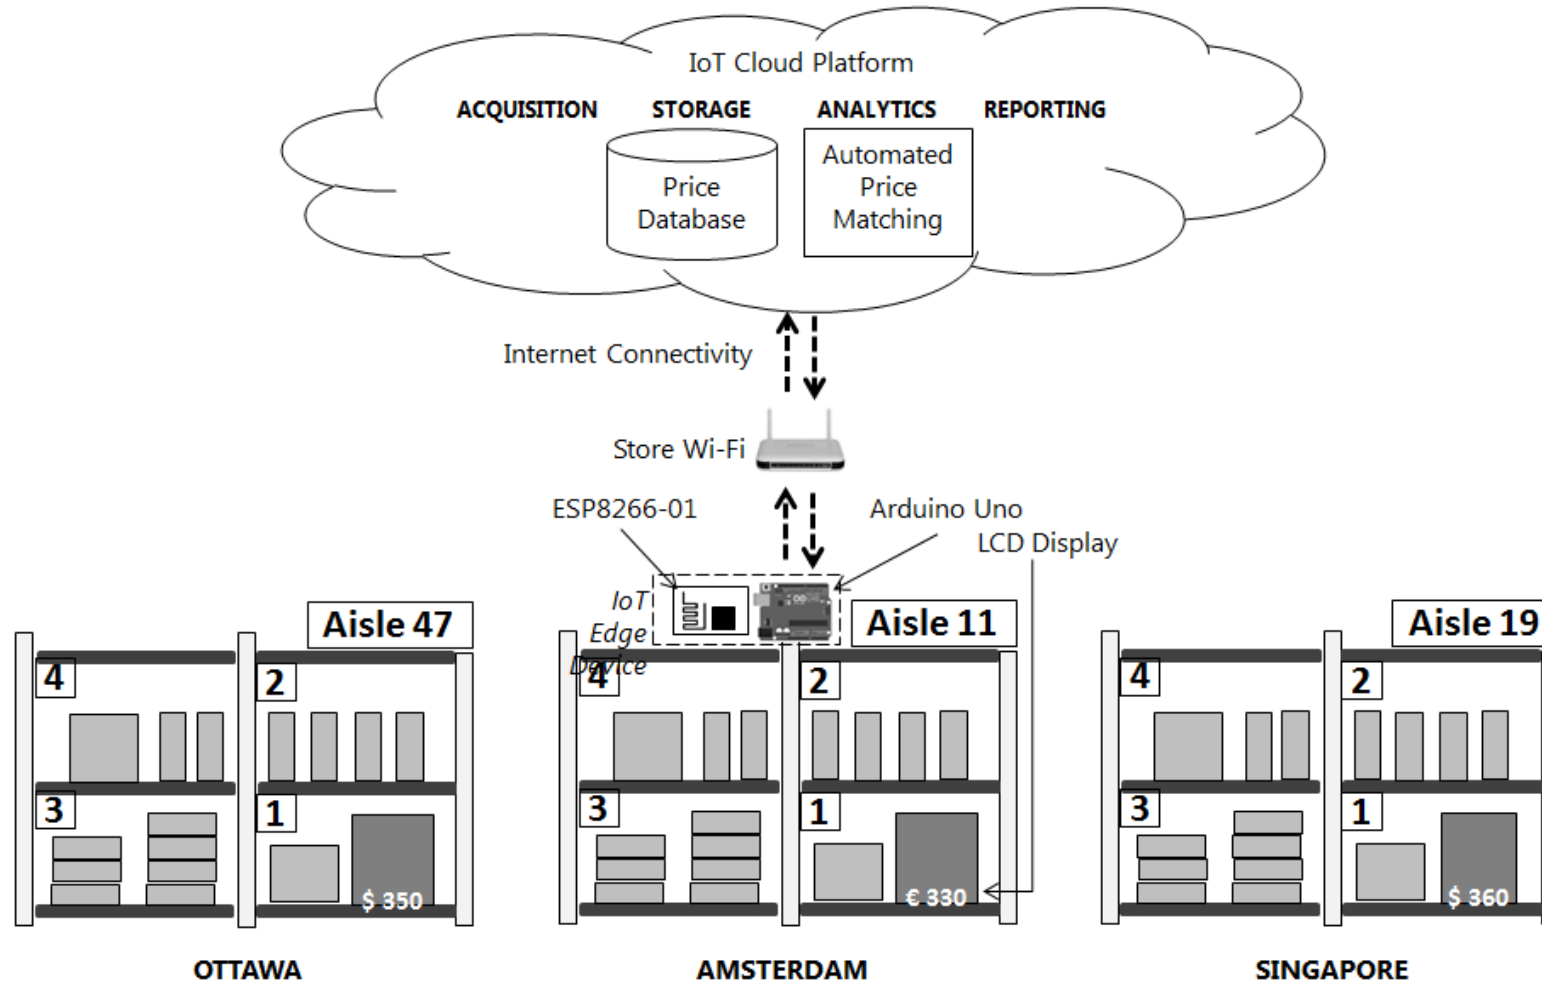 IoT Cloud Platform
ACQUISITION STORAGE ANALYTICS REPORTING
Price
Database
Automated
Price
Matching
Internet Connectivity
Store Wi-Fi
ESP8266-01
Arduino Uno
LCD Display
IoT
Edge
Device
Aisle 47
4
2
3
1
$ 350
OTTAWA
Aisle 11
4
2
3
1
€ 330
AMSTERDAM
Aisle 19
4
2
3
1
$ 360
SINGAPORE